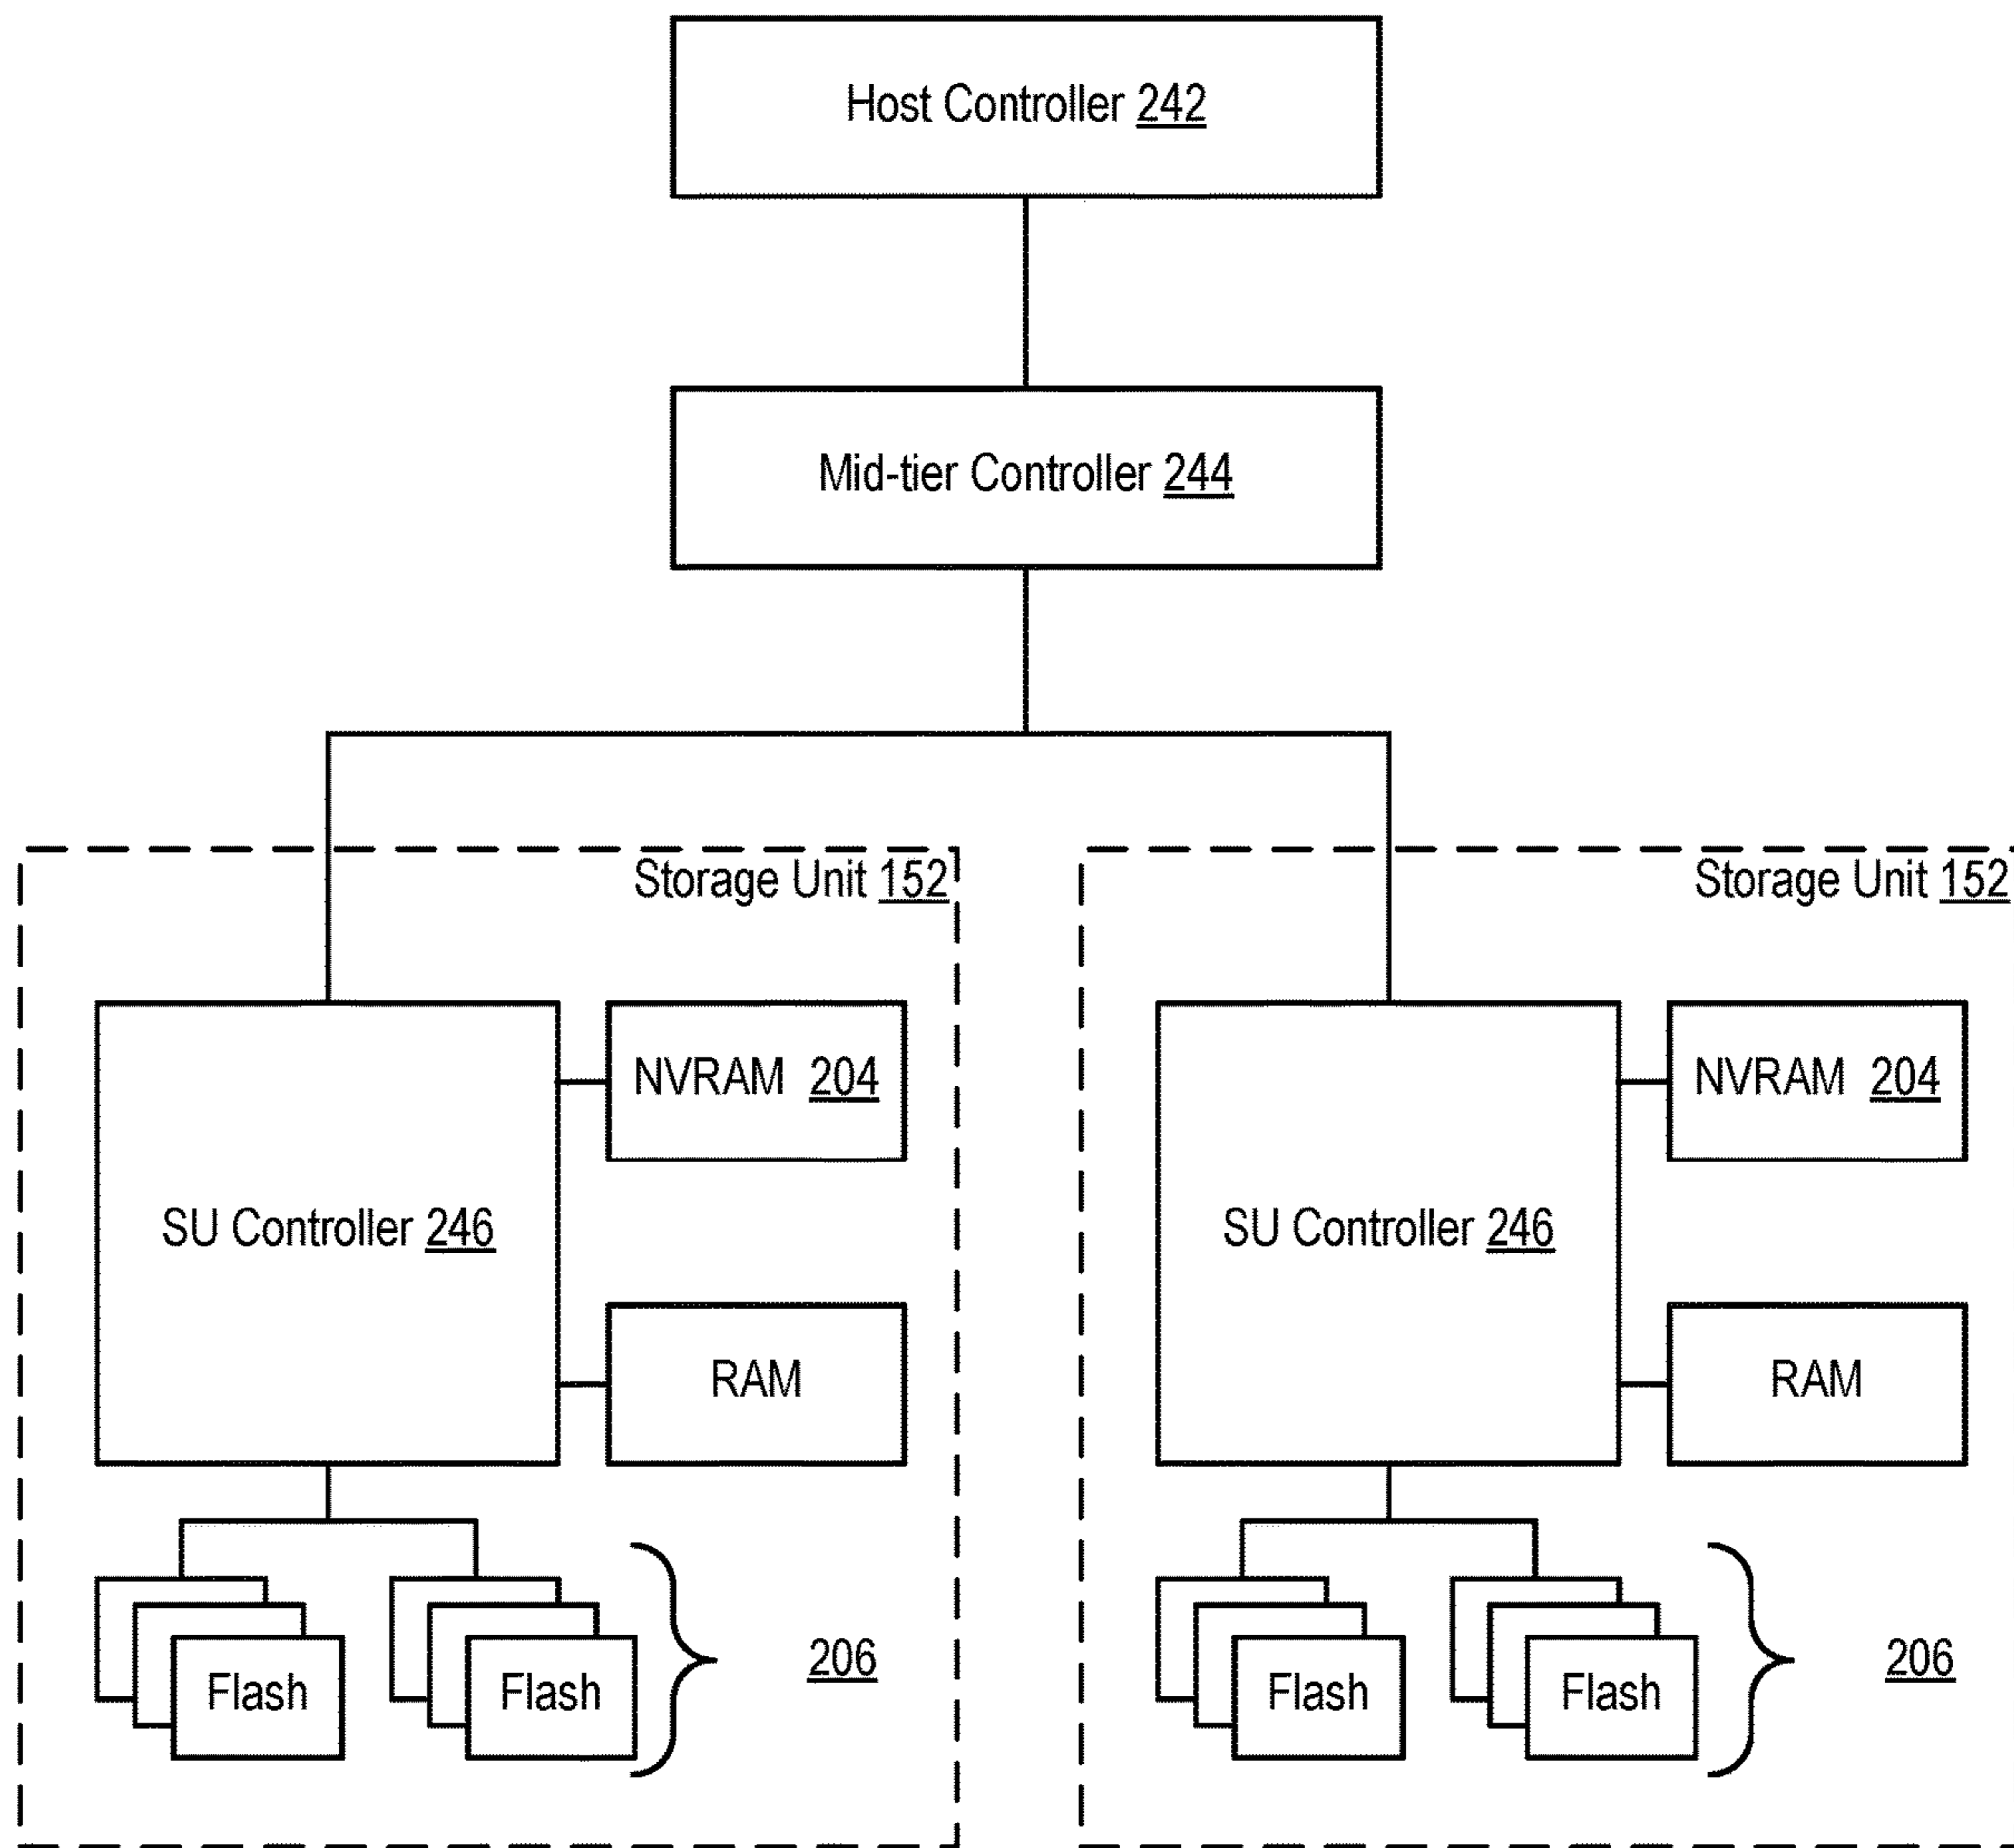 Host Controller 242
Mid-tier Controller 244
Storage Unit 152
Storage Unit 152
NVRAM 204
NVRAM 204
SU Controller 246
SU Controller 246
RAM
RAM
Flash
Flash
206
Flash
Flash
206